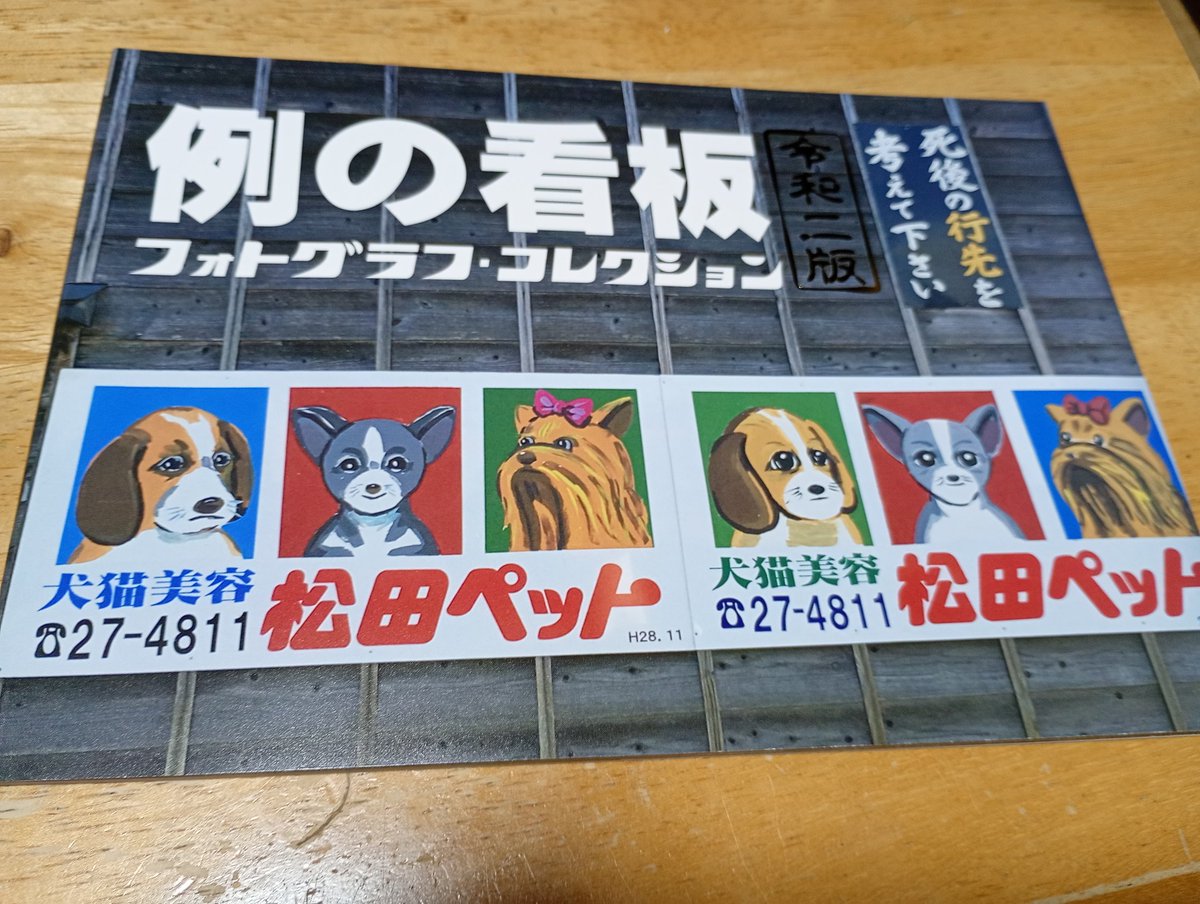 例の看板
フォトグラフ・コレクション
令和二版
死後の行先を
考えて下さい
犬猫美容
☎27-4811
松田ペット
H28.11
犬猫美容
☎27-4811
松田ペット